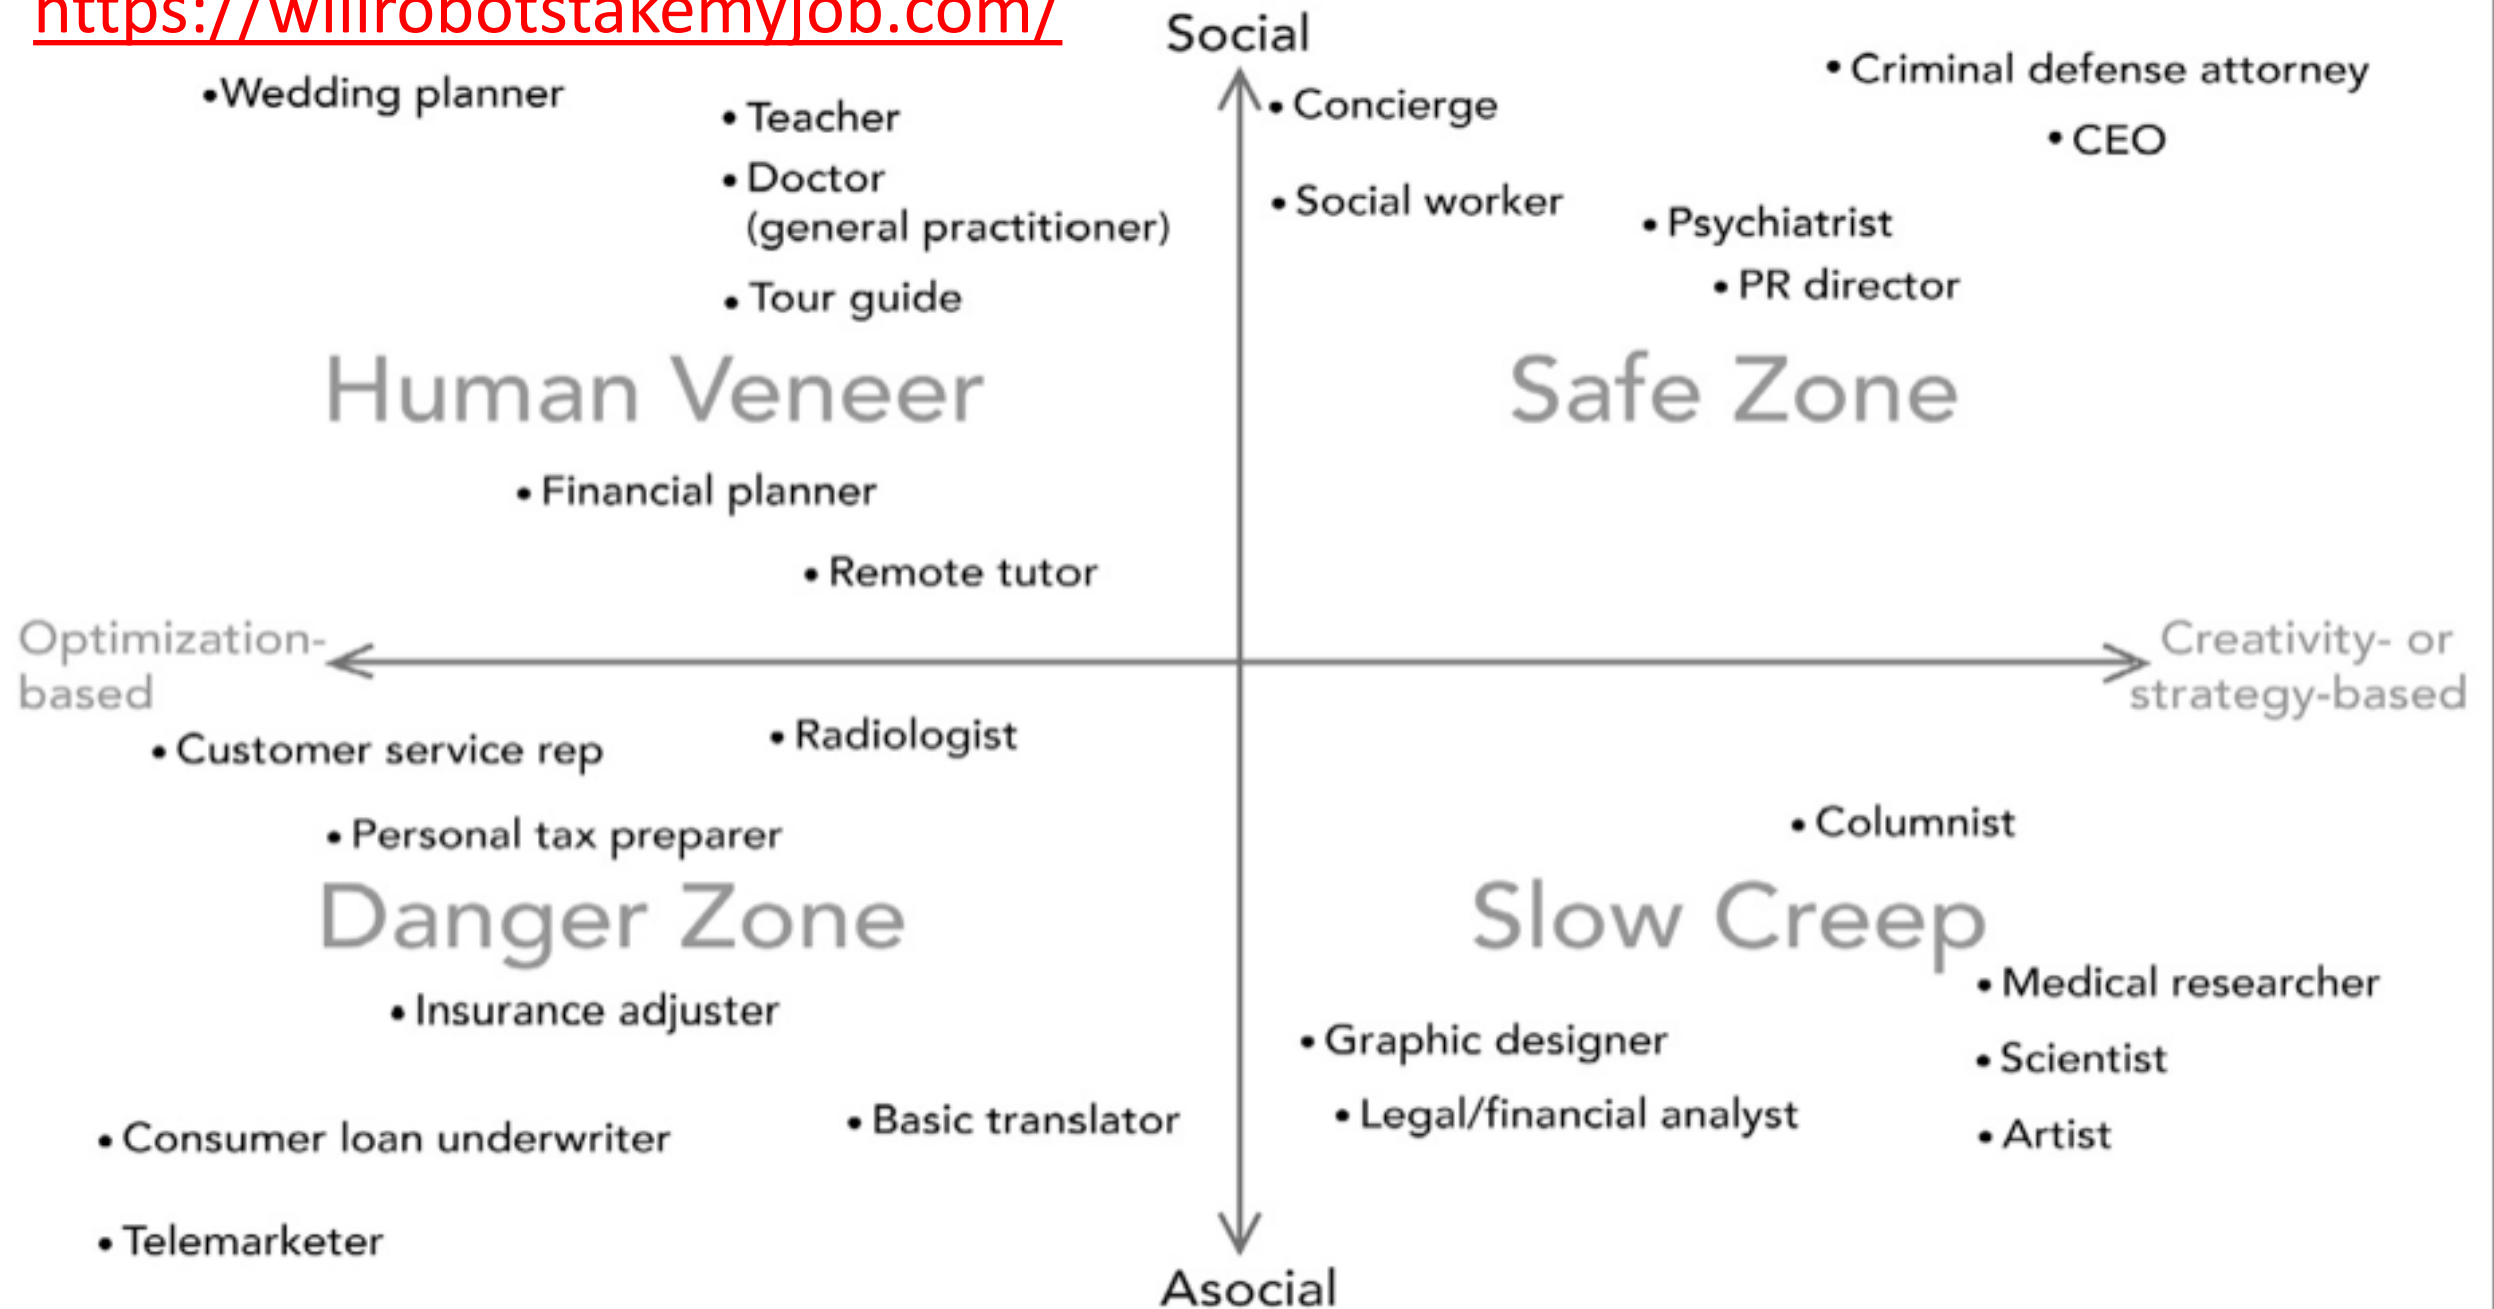 https://willrobotstakemyjob.com/
Social
•Wedding planner
• Teacher
• Doctor
(general practitioner)
• Tour guide
Human Veneer
• Financial planner
• Remote tutor
• Concierge
• Criminal defense attorney
• CEO
• Social worker
• Psychiatrist
• PR director
Safe Zone
Optimization-
based
Creativity- or
strategy-based
• Customer service rep
• Radiologist
• Personal tax preparer
Danger Zone
• Insurance adjuster
• Basic translator
• Consumer loan underwriter
• Telemarketer
• Columnist
Slow Creep
• Medical researcher
• Graphic designer
• Scientist
• Legal/financial analyst
• Artist
Asocial